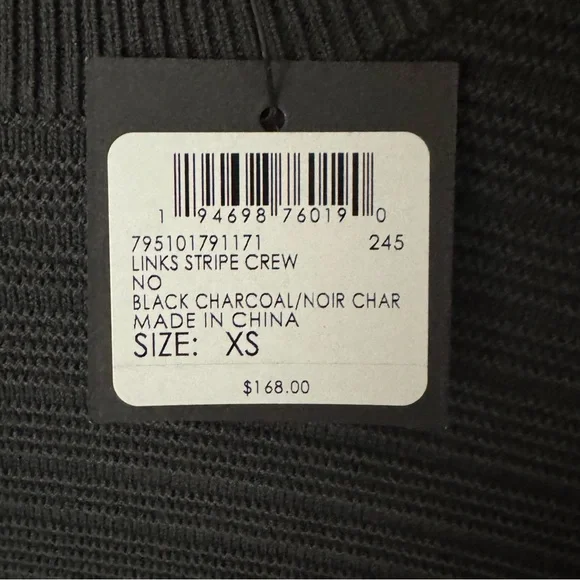 1 94698 76019 0
795101791171 245
LINKS STRIPE CREW
NO
BLACK CHARCOAL/NOIR CHAR
MADE IN CHINA
SIZE: XS
$168.00